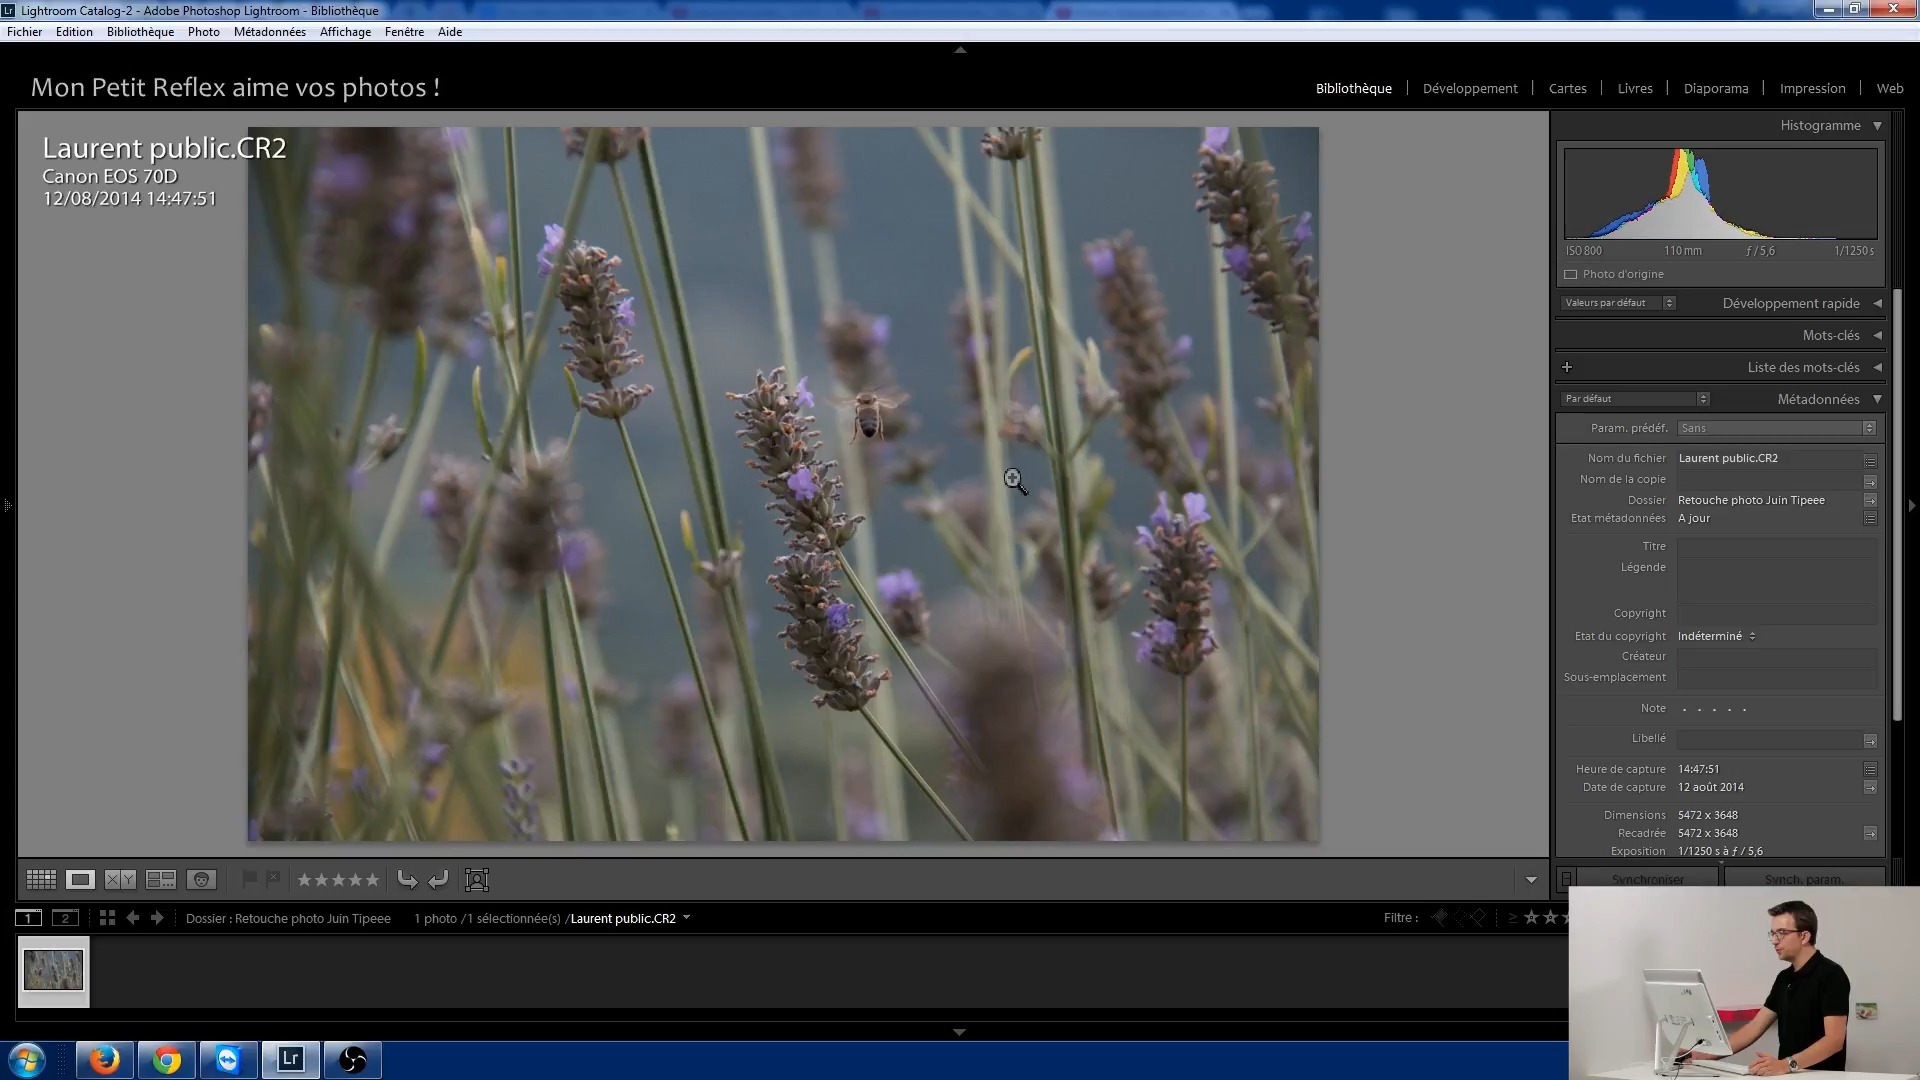 Lightroom Catalog-2 - Adobe Photoshop Lightroom - Bibliothèque
Fichier Edition Bibliothèque Photo Métadonnées Affichage Fenêtre Aide
Mon Petit Reflex aime vos photos !
Bibliothèque | Développement | Cartes | Livres | Diaporama | Impression | Web
Laurent public.CR2
Canon EOS 70D
12/08/2014 14:47:51
Histogramme
ISO 800 110 mm ƒ / 5,6 1/1250 s
Photo d'origine
Valeurs par défaut Développement rapide
Mots-clés
+ Liste des mots-clés
Par défaut Métadonnées
Param. prédéf. Sans
Nom du fichier Laurent public.CR2
Nom de la copie
Dossier Retouche photo Juin Tipeee
Etat métadonnées A jour
Titre
Légende
Copyright
Etat du copyright Indéterminé
Créateur
Sous-emplacement
Note . . . . .
Libellé
Heure de capture 14:47:51
Date de capture 12 août 2014
Dimensions 5472 x 3648
Recadrée 5472 x 3648
Exposition 1/1250 s à ƒ / 5,6
Synchroniser Synch. param.
XY
1 2 Dossier : Retouche photo Juin Tipeee 1 photo /1 sélectionnée(s) /Laurent public.CR2 Filtre : ≥
Lr